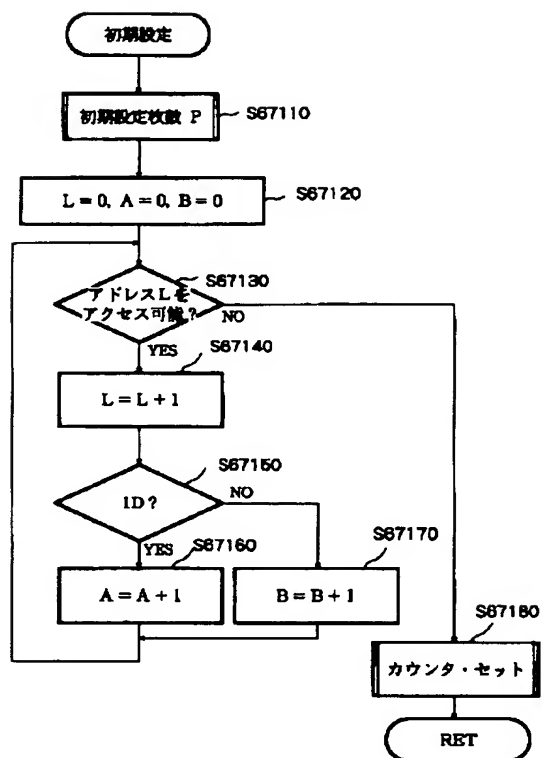 初期設定
初期設定枚数 P
S67110
L=0, A=0, B=0
S67120
S67130
アドレスLを
アクセス可能?
NO
YES
S67140
L=L+1
S67150
ID?
NO
YES
S67160
S67170
A=A+1
B=B+1
S67180
カウンタ・セット
RET